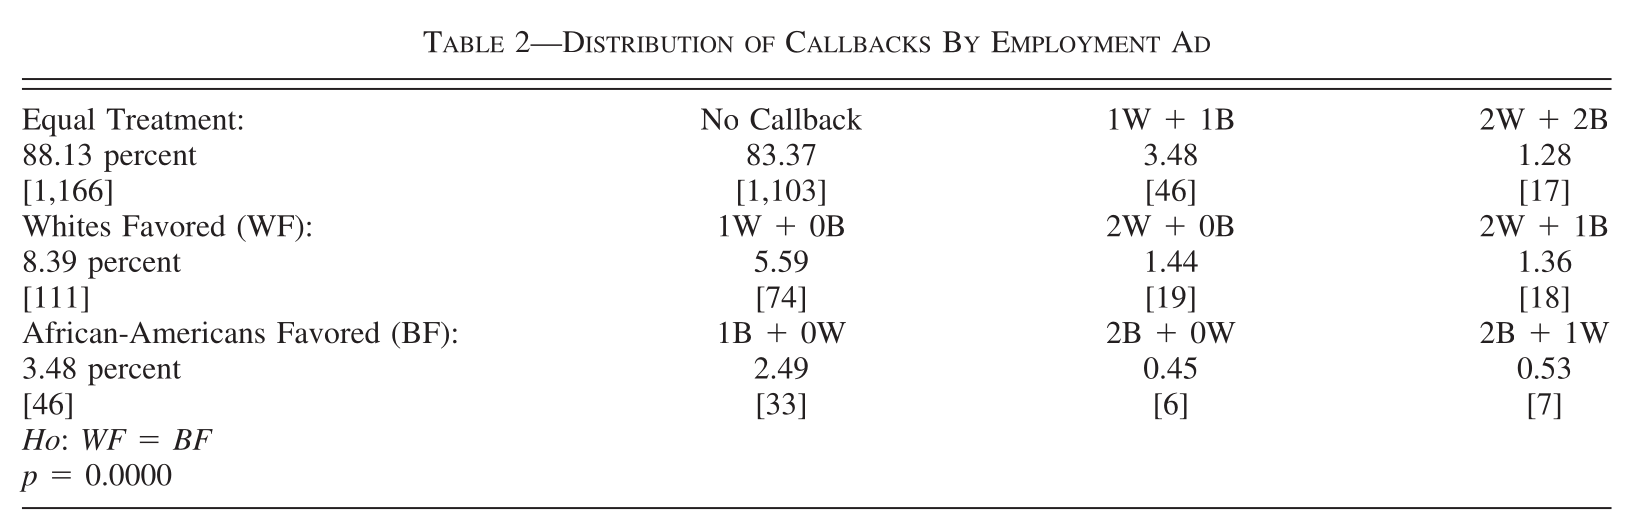 TABLE 2—DISTRIBUTION OF CALLBACKS BY EMPLOYMENT AD
Equal Treatment: No Callback 1W + 1B 2W + 2B
88.13 percent 83.37 3.48 1.28
[1,166] [1,103] [46] [17]
Whites Favored (WF): 1W + 0B 2W + 0B 2W + 1B
8.39 percent 5.59 1.44 1.36
[111] [74] [19] [18]
African-Americans Favored (BF): 1B + 0W 2B + 0W 2B + 1W
3.48 percent 2.49 0.45 0.53
[46] [33] [6] [7]
Ho: WF = BF
p = 0.0000